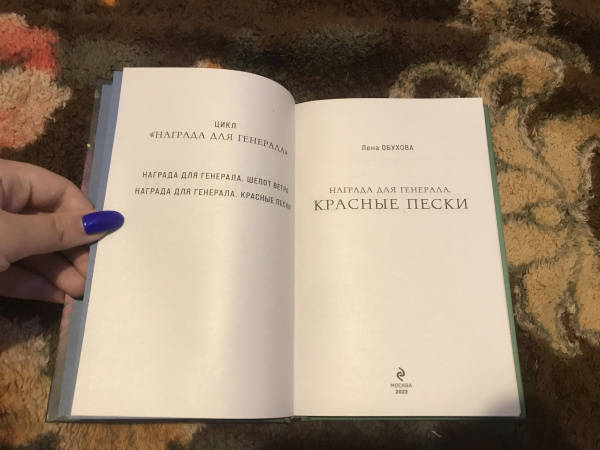 ЦИКЛ
«НАГРАДА ДЛЯ ГЕНЕРАЛА»
НАГРАДА ДЛЯ ГЕНЕРАЛА. ШЕПОТ ВЕТРА
НАГРАДА ДЛЯ ГЕНЕРАЛА. КРАСНЫЕ ПЕСКИ
Лена ОБУХОВА
НАГРАДА ДЛЯ ГЕНЕРАЛА.
КРАСНЫЕ ПЕСКИ
МОСКВА
2022